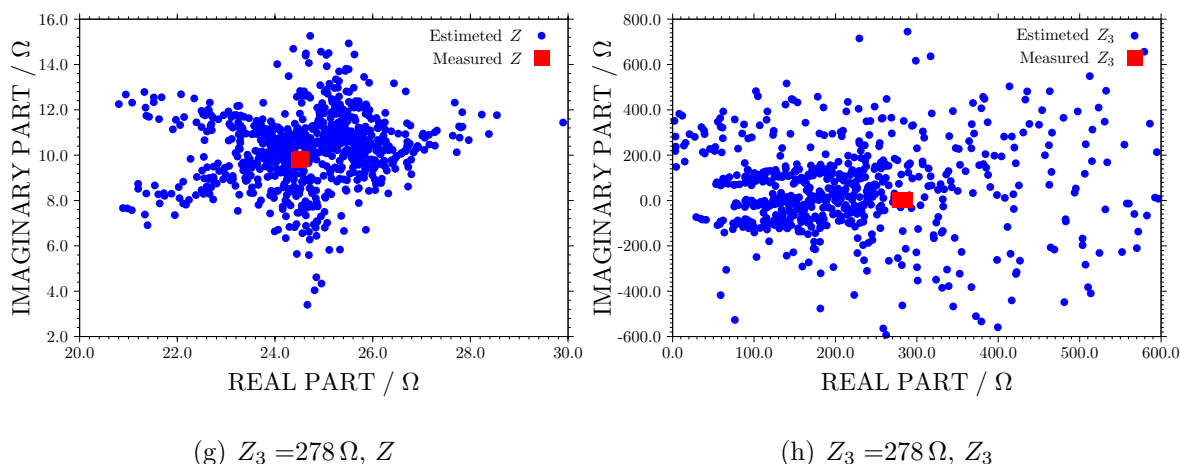 16.0
14.0
12.0
10.0
8.0
6.0
4.0
2.0
20.0 22.0 24.0 26.0 28.0 30.0
IMAGINARY PART / Ω
REAL PART / Ω
Estimeted Z
Measured Z
(g) Z₃ =278 Ω, Z
800.0
600.0
400.0
200.0
0.0
-200.0
-400.0
-600.0
0.0 100.0 200.0 300.0 400.0 500.0 600.0
IMAGINARY PART / Ω
REAL PART / Ω
Estimeted Z₃
Measured Z₃
(h) Z₃ =278 Ω, Z₃